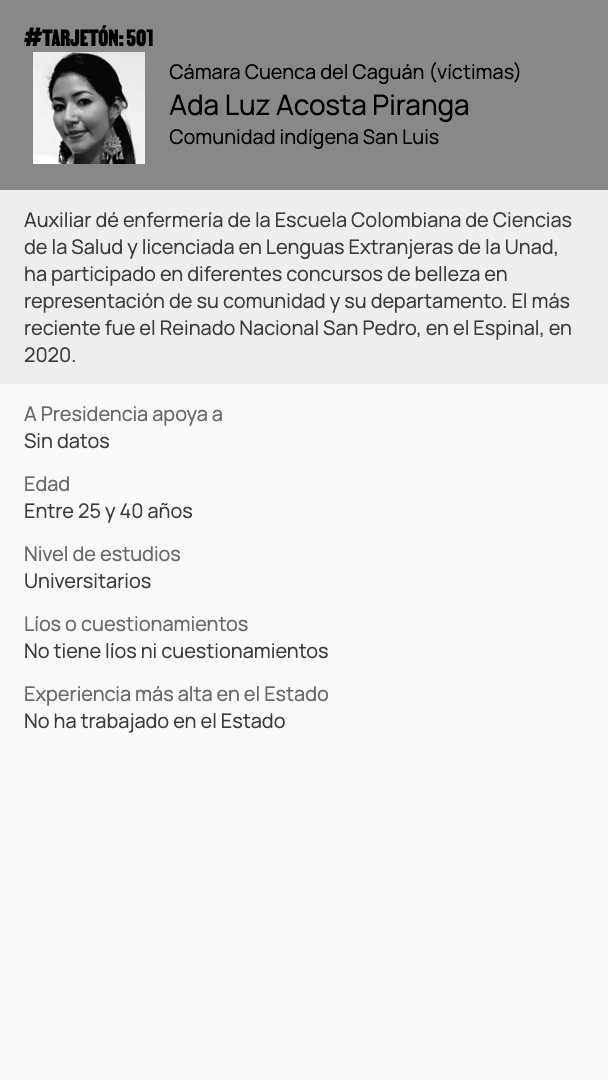 #TARJETÓN: 501
Cámara Cuenca del Caguán (víctimas)
Ada Luz Acosta Piranga
Comunidad indígena San Luis
Auxiliar dé enfermería de la Escuela Colombiana de Ciencias
de la Salud y licenciada en Lenguas Extranjeras de la Unad,
ha participado en diferentes concursos de belleza en
representación de su comunidad y su departamento. El más
reciente fue el Reinado Nacional San Pedro, en el Espinal, en
2020.
A Presidencia apoya a
Sin datos
Edad
Entre 25 y 40 años
Nivel de estudios
Universitarios
Líos o cuestionamientos
No tiene líos ni cuestionamientos
Experiencia más alta en el Estado
No ha trabajado en el Estado